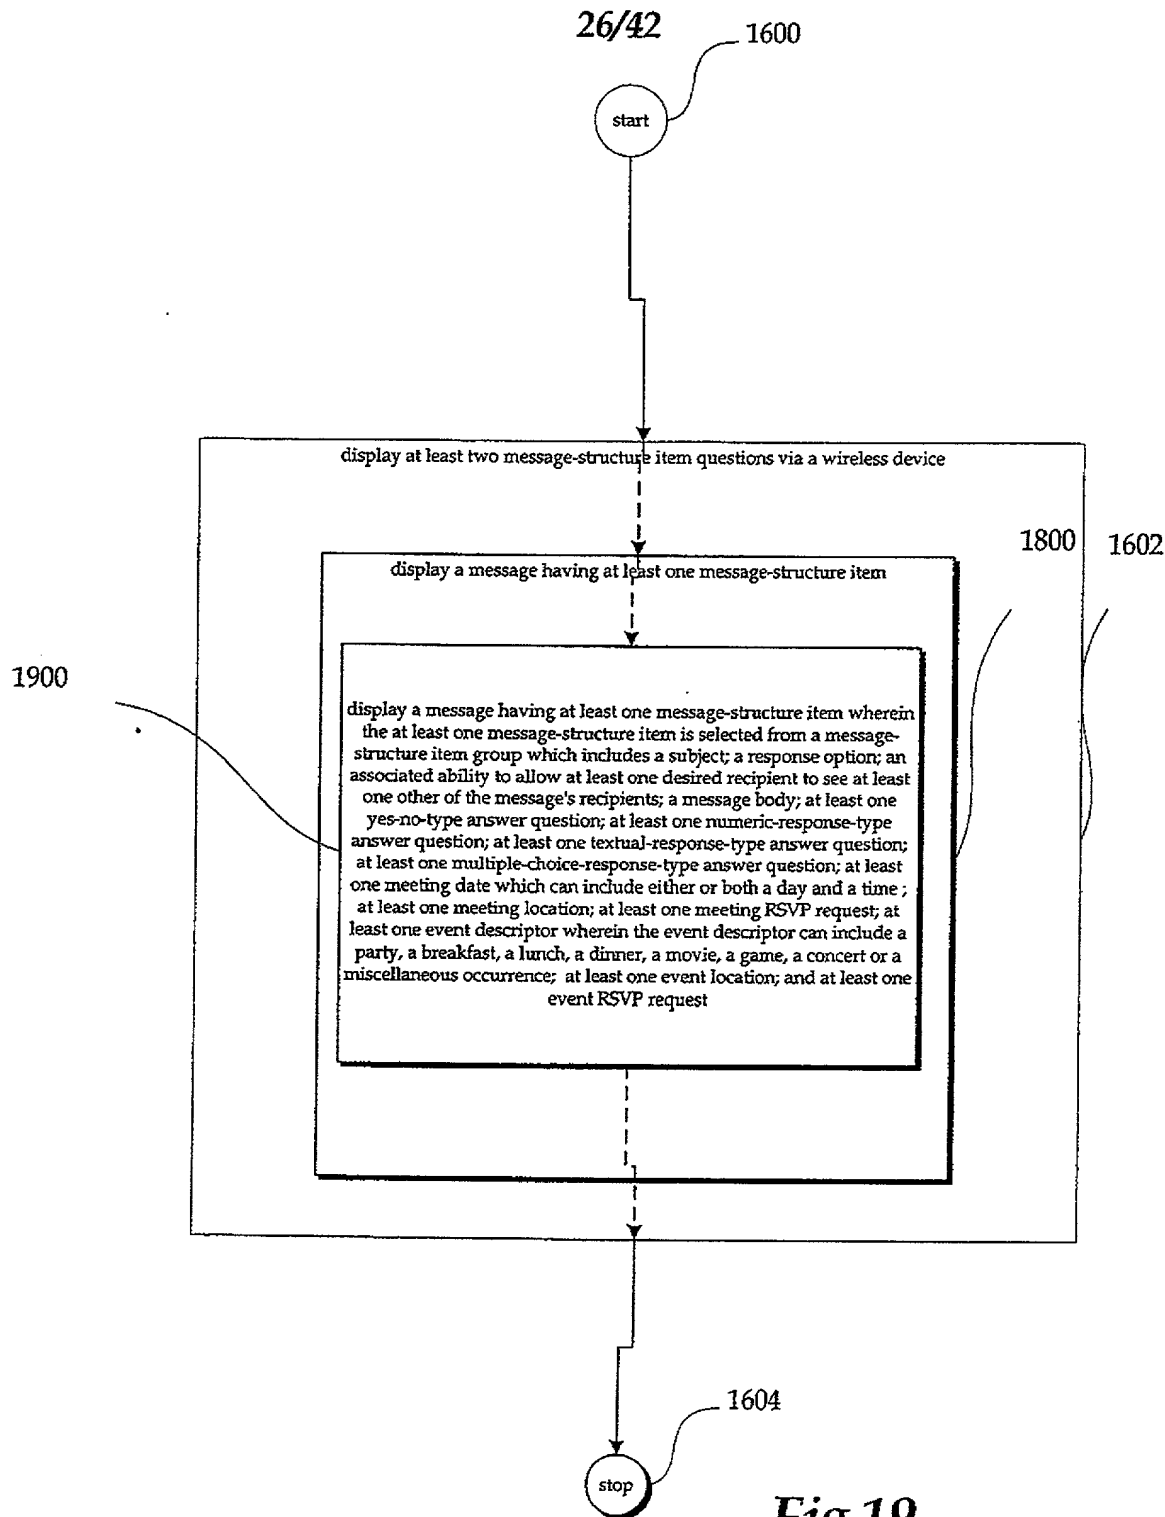 26/42
1600
start
display at least two message-structure item questions via a wireless device
1800
1602
display a message having at least one message-structure item
1900
display a message having at least one message-structure item wherein
the at least one message-structure item is selected from a message-
structure item group which includes a subject; a response option; an
associated ability to allow at least one desired recipient to see at least
one other of the message's recipients; a message body; at least one
yes-no-type answer question; at least one numeric-response-type
answer question; at least one textual-response-type answer question;
at least one multiple-choice-response-type answer question; at least
one meeting date which can include either or both a day and a time ;
at least one meeting location; at least one meeting RSVP request; at
least one event descriptor wherein the event descriptor can include a
party, a breakfast, a lunch, a dinner, a movie, a game, a concert or a
miscellaneous occurrence; at least one event location; and at least one
event RSVP request
1604
stop
Fig 19